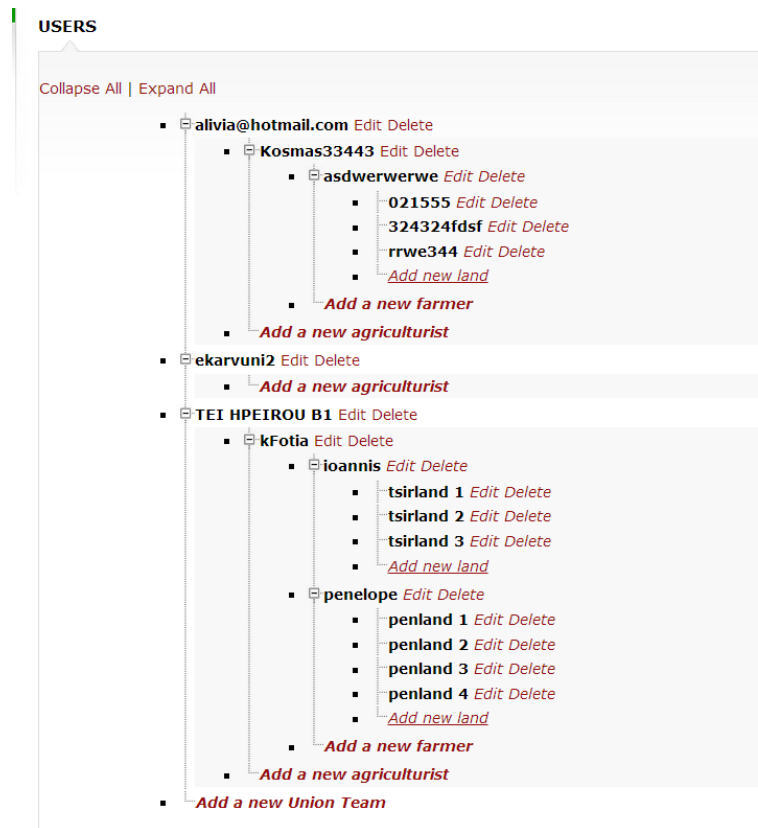 USERS
Collapse All | Expand All
alivia@hotmail.com Edit Delete
Kosmas33443 Edit Delete
asdwerwerwe Edit Delete
021555 Edit Delete
324324fdsf Edit Delete
rrwe344 Edit Delete
Add new land
Add a new farmer
Add a new agriculturist
ekarvuni2 Edit Delete
Add a new agriculturist
TEI HPEIROU B1 Edit Delete
kFotia Edit Delete
ioannis Edit Delete
tsirland 1 Edit Delete
tsirland 2 Edit Delete
tsirland 3 Edit Delete
Add new land
penelope Edit Delete
penland 1 Edit Delete
penland 2 Edit Delete
penland 3 Edit Delete
penland 4 Edit Delete
Add new land
Add a new farmer
Add a new agriculturist
Add a new Union Team